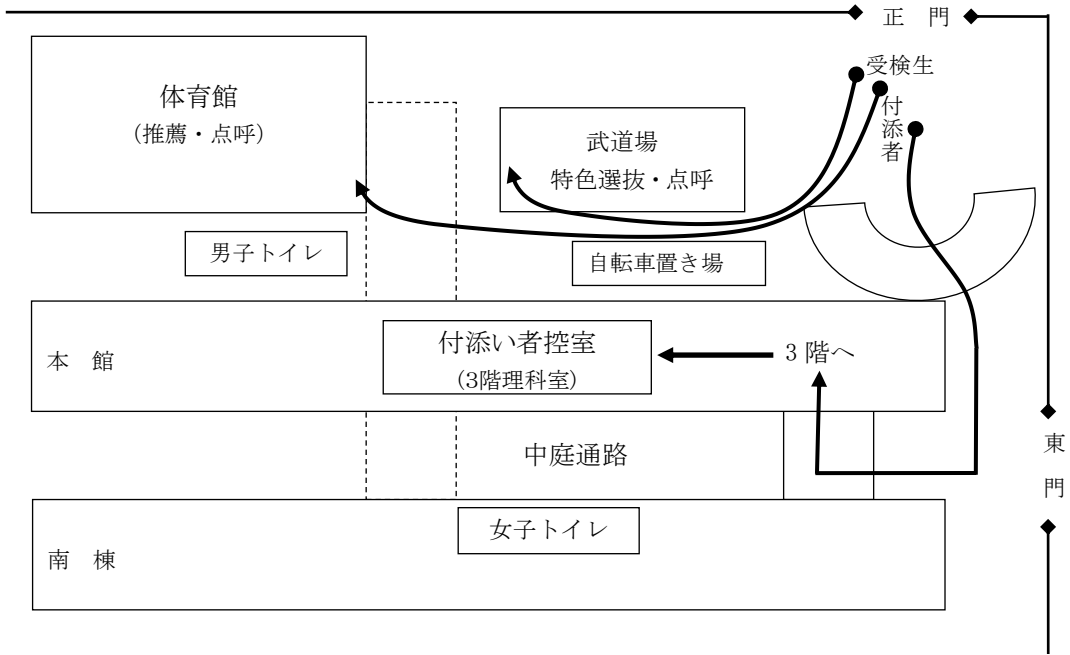 正　門
受検生
付添者
体育館
（推薦・点呼）
武道場
特色選抜・点呼
男子トイレ
自転車置き場
本　館
付添い者控室
（3階理科室）
3 階へ
中庭通路
東門
女子トイレ
南　棟